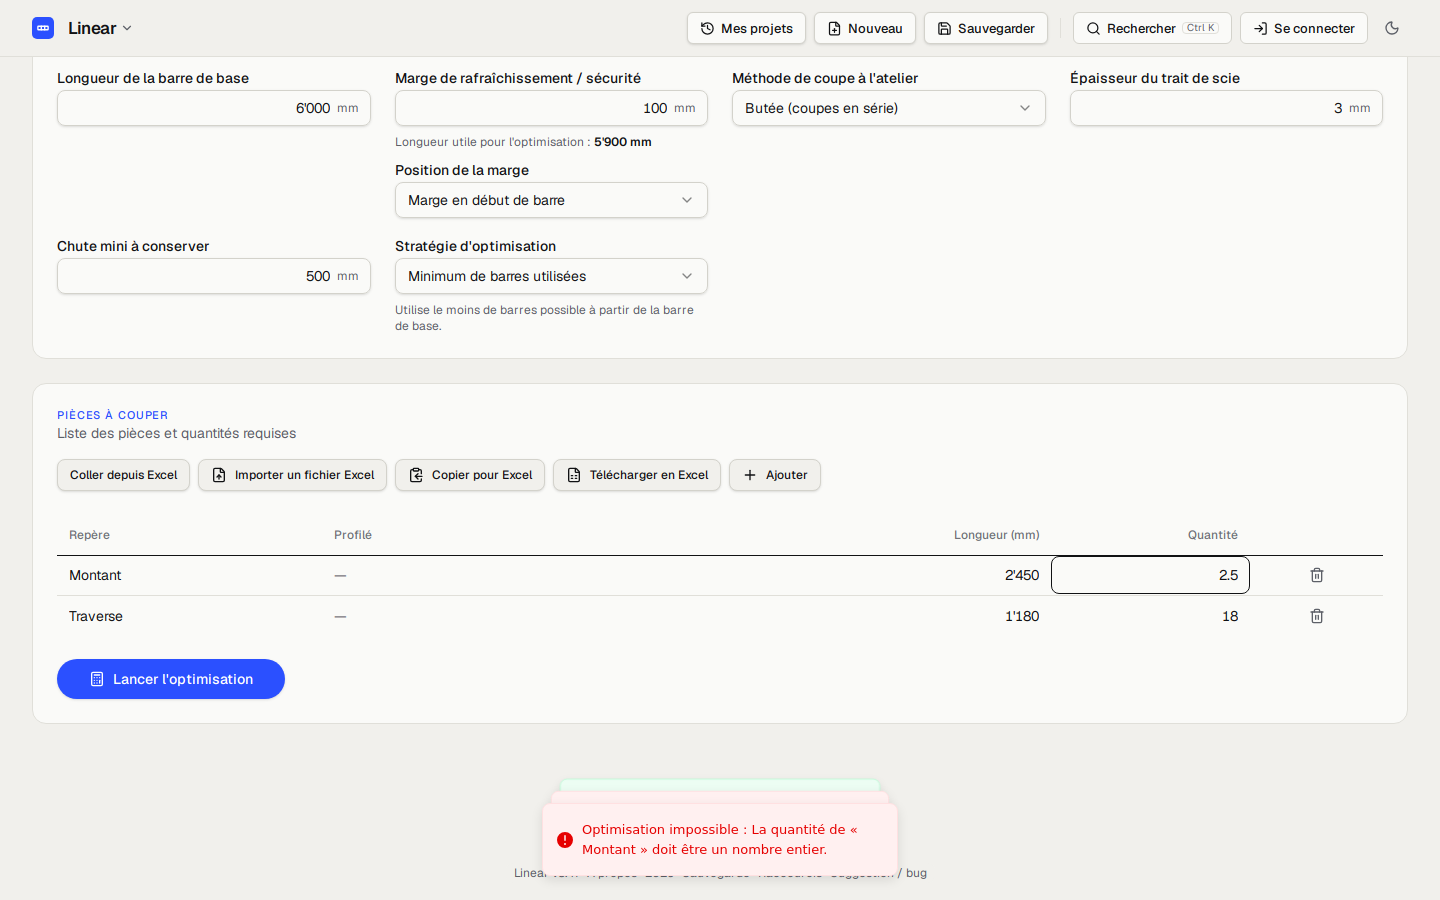 Linear
Mes projets
Nouveau
Sauvegarder
Rechercher Ctrl K
Se connecter
Longueur de la barre de base
6'000 mm
Marge de rafraîchissement / sécurité
100 mm
Longueur utile pour l'optimisation : 5'900 mm
Position de la marge
Marge en début de barre
Méthode de coupe à l'atelier
Butée (coupes en série)
Épaisseur du trait de scie
3 mm
Chute mini à conserver
500 mm
Stratégie d'optimisation
Minimum de barres utilisées
Utilise le moins de barres possible à partir de la barre
de base.
PIÈCES À COUPER
Liste des pièces et quantités requises
Coller depuis Excel
Importer un fichier Excel
Copier pour Excel
Télécharger en Excel
Ajouter
Repère Profilé Longueur (mm) Quantité
Montant — 2'450 2.5
Traverse — 1'180 18
Lancer l'optimisation
Optimisation impossible : La quantité de «
Montant » doit être un nombre entier.
Linear / bug